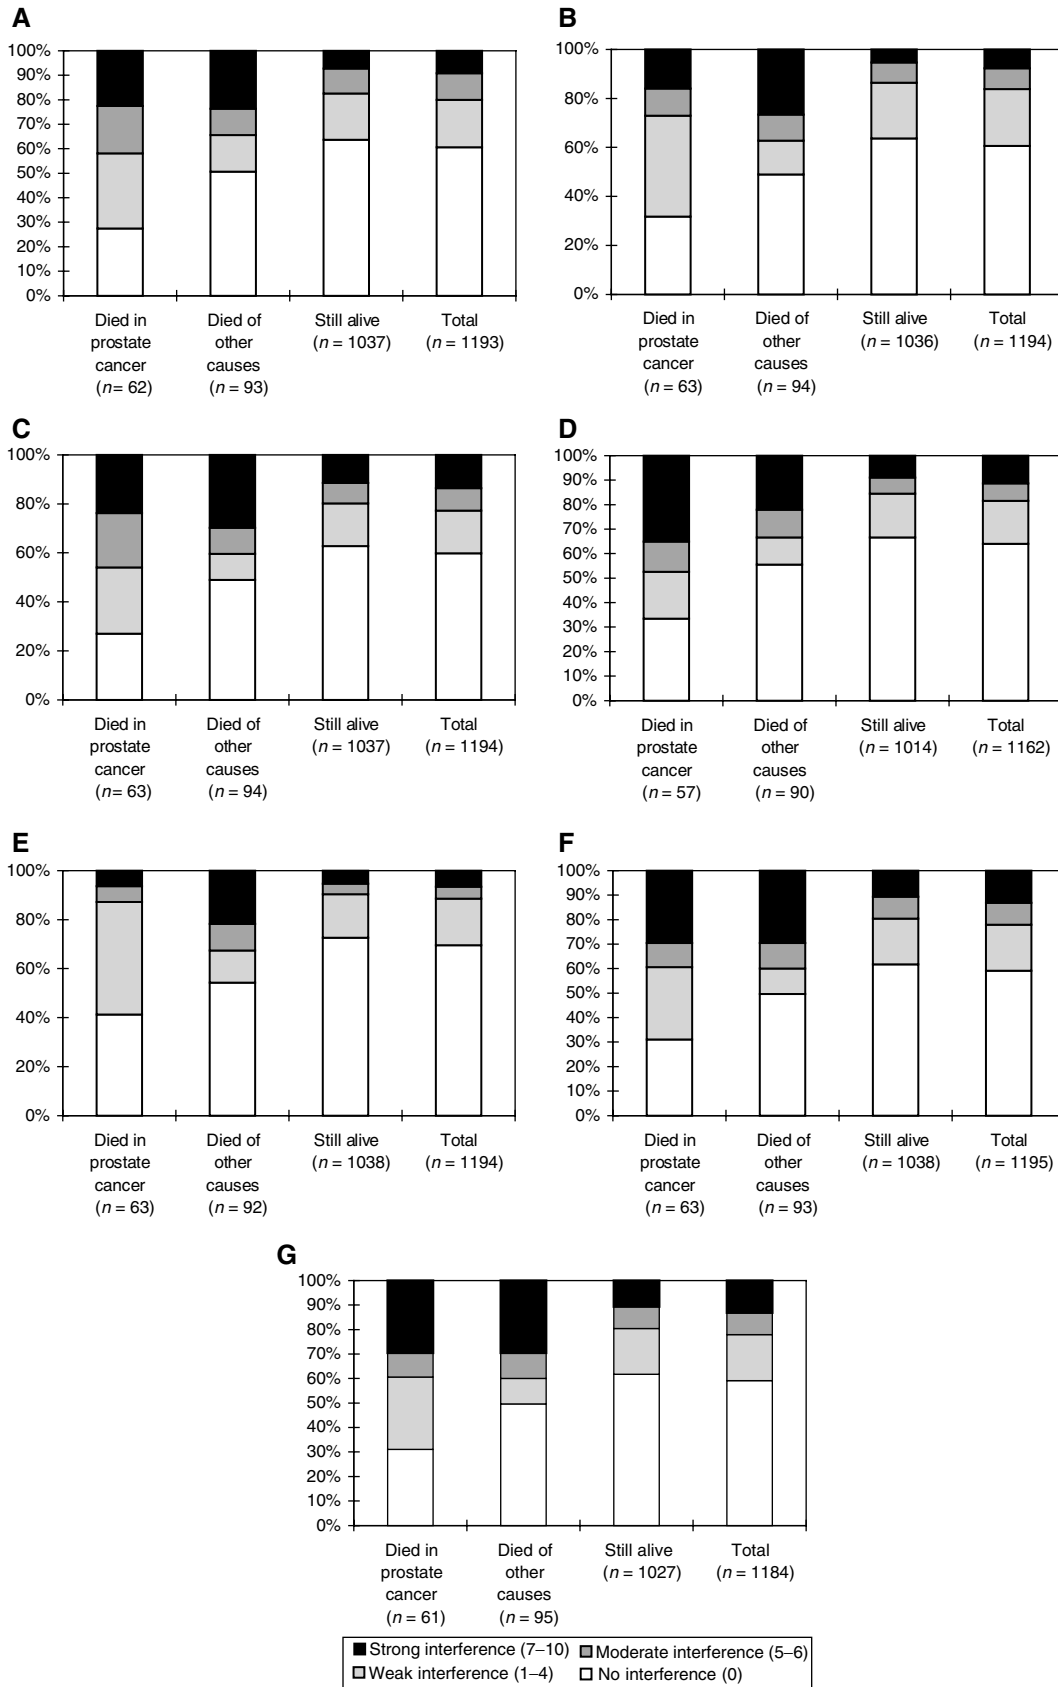 A
100%
90%
80%
70%
60%
50%
40%
30%
20%
10%
0%
Died in
prostate
cancer
(n= 62)
Died of
other
causes
(n = 93)
Still alive
(n = 1037)
Total
(n = 1193)
B
100%
80%
60%
40%
20%
0%
Died in
prostate
cancer
(n = 63)
Died of
other
causes
(n = 94)
Still alive
(n = 1036)
Total
(n = 1194)
C
100%
80%
60%
40%
20%
0%
Died in
prostate
cancer
(n= 63)
Died of
other
causes
(n = 94)
Still alive
(n = 1037)
Total
(n = 1194)
D
100%
90%
80%
70%
60%
50%
40%
30%
20%
10%
0%
Died in
prostate
cancer
(n = 57)
Died of
other
causes
(n = 90)
Still alive
(n = 1014)
Total
(n = 1162)
E
100%
80%
60%
40%
20%
0%
Died in
prostate
cancer
(n = 63)
Died of
other
causes
(n = 92)
Still alive
(n = 1038)
Total
(n = 1194)
F
100%
90%
80%
70%
60%
50%
40%
30%
20%
10%
0%
Died in
prostate
cancer
(n = 63)
Died of
other
causes
(n = 93)
Still alive
(n = 1038)
Total
(n = 1195)
G
100%
90%
80%
70%
60%
50%
40%
30%
20%
10%
0%
Died in
prostate
cancer
(n = 61)
Died of
other
causes
(n = 95)
Still alive
(n = 1027)
Total
(n = 1184)
Strong interference (7–10)
Moderate interference (5–6)
Weak interference (1–4)
No interference (0)